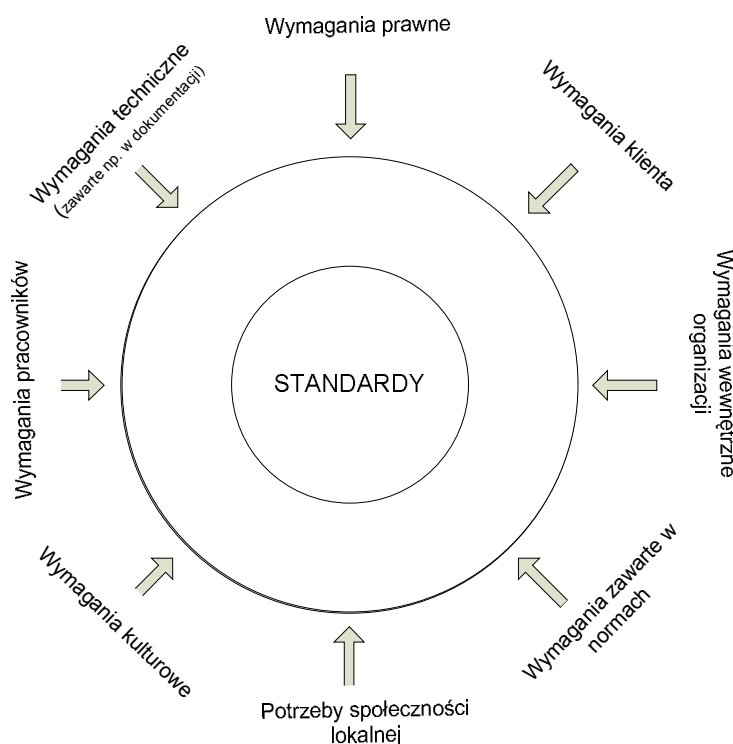 Wymagania prawne
Wymagania techniczne
(zawarte np. w dokumentacji)
Wymagania klienta
Wymagania pracowników
STANDARDY
Wymagania wewnętrzne
organizacji
Wymagania kulturowe
Wymagania zawarte w
normach
Potrzeby społeczności
lokalnej